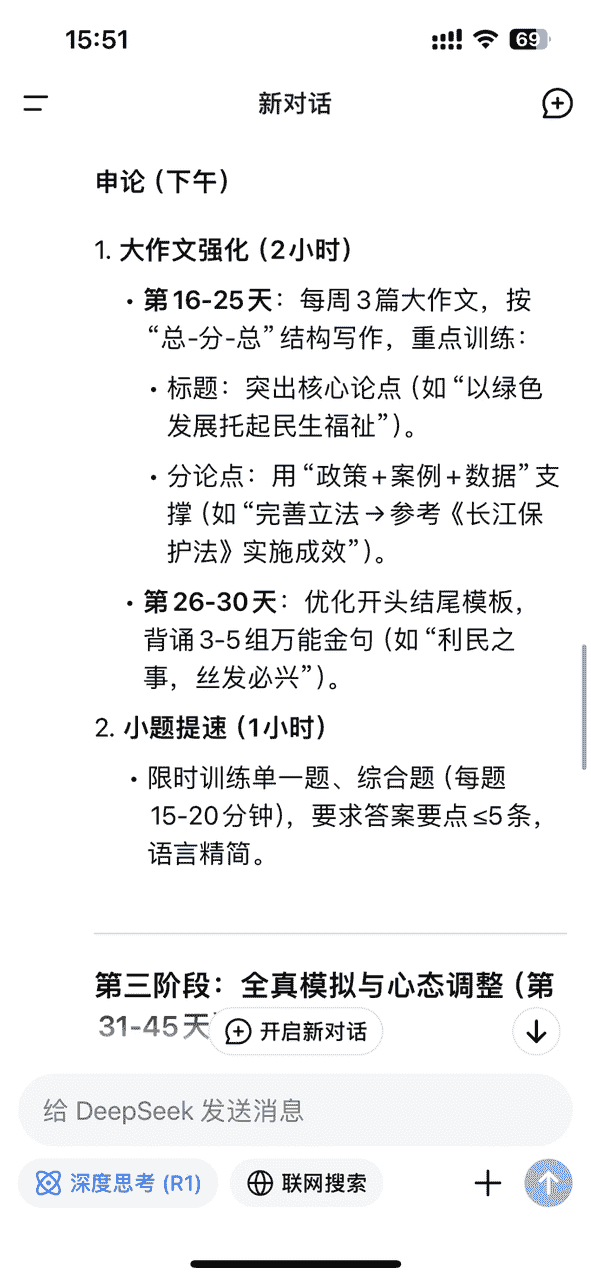 15:51
69
新对话
申论（下午）
1. 大作文强化（2小时）
• 第16-25天：每周3篇大作文，按
“总-分-总”结构写作，重点训练：
• 标题：突出核心论点（如“以绿色
发展托起民生福祉”）。
• 分论点：用“政策+案例+数据”支
撑（如“完善立法→参考《长江保
护法》实施成效”）。
• 第26-30天：优化开头结尾模板，
背诵3-5组万能金句（如“利民之
事，丝发必兴”）。
2. 小题提速（1小时）
• 限时训练单一题、综合题（每题
15-20分钟），要求答案要点≤5条，
语言精简。
第三阶段：全真模拟与心态调整（第
31-45天
开启新对话
给 DeepSeek 发送消息
深度思考 (R1)
联网搜索